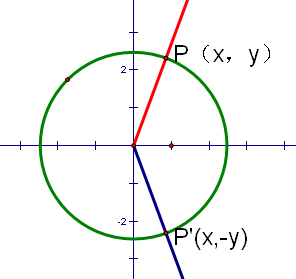 P（x，y）
2
-2
P'(x,-y)